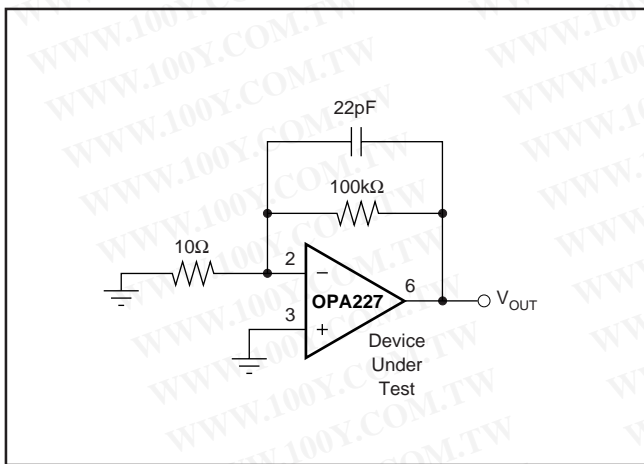 WWW.100Y.COM.TW
22pF
100kΩ
10Ω
2
6
OPA227
3
−
+
V_OUT
Device
Under
Test